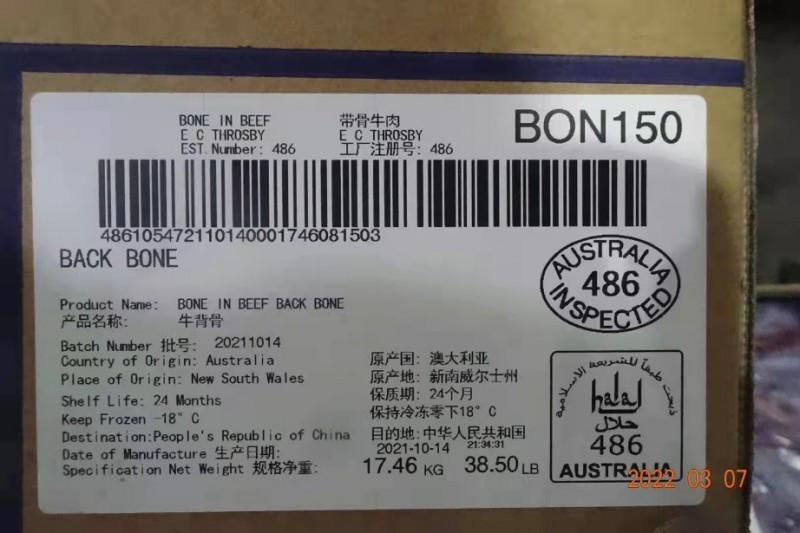 BONE IN BEEF 带骨牛肉 BON150
E C THROSBY E C THROSBY
EST.Number: 486 工厂注册号: 486
4861054721101400017460815​03
BACK BONE
AUSTRALIA
486
INSPECTED
Product Name: BONE IN BEEF BACK BONE
产品名称: 牛背骨
Batch Number 批号: 20211014
Country of Origin: Australia 原产国: 澳大利亚
Place of Origin: New South Wales 原产地: 新南威尔士州
Shelf Life: 24 Months 保质期: 24个月
Keep Frozen -18° C 保持冷冻零下18° C
Destination:People's Republic of China 目的地:中华人民共和国
Date of Manufacture 生产日期: 2021-10-14 21:34:31
Specification Net Weight 规格净重: 17.46 KG 38.50 LB
ذبحت طبقاً للشريعة الاسلامية
halal
حلال
486
AUSTRALIA
2022 03 07